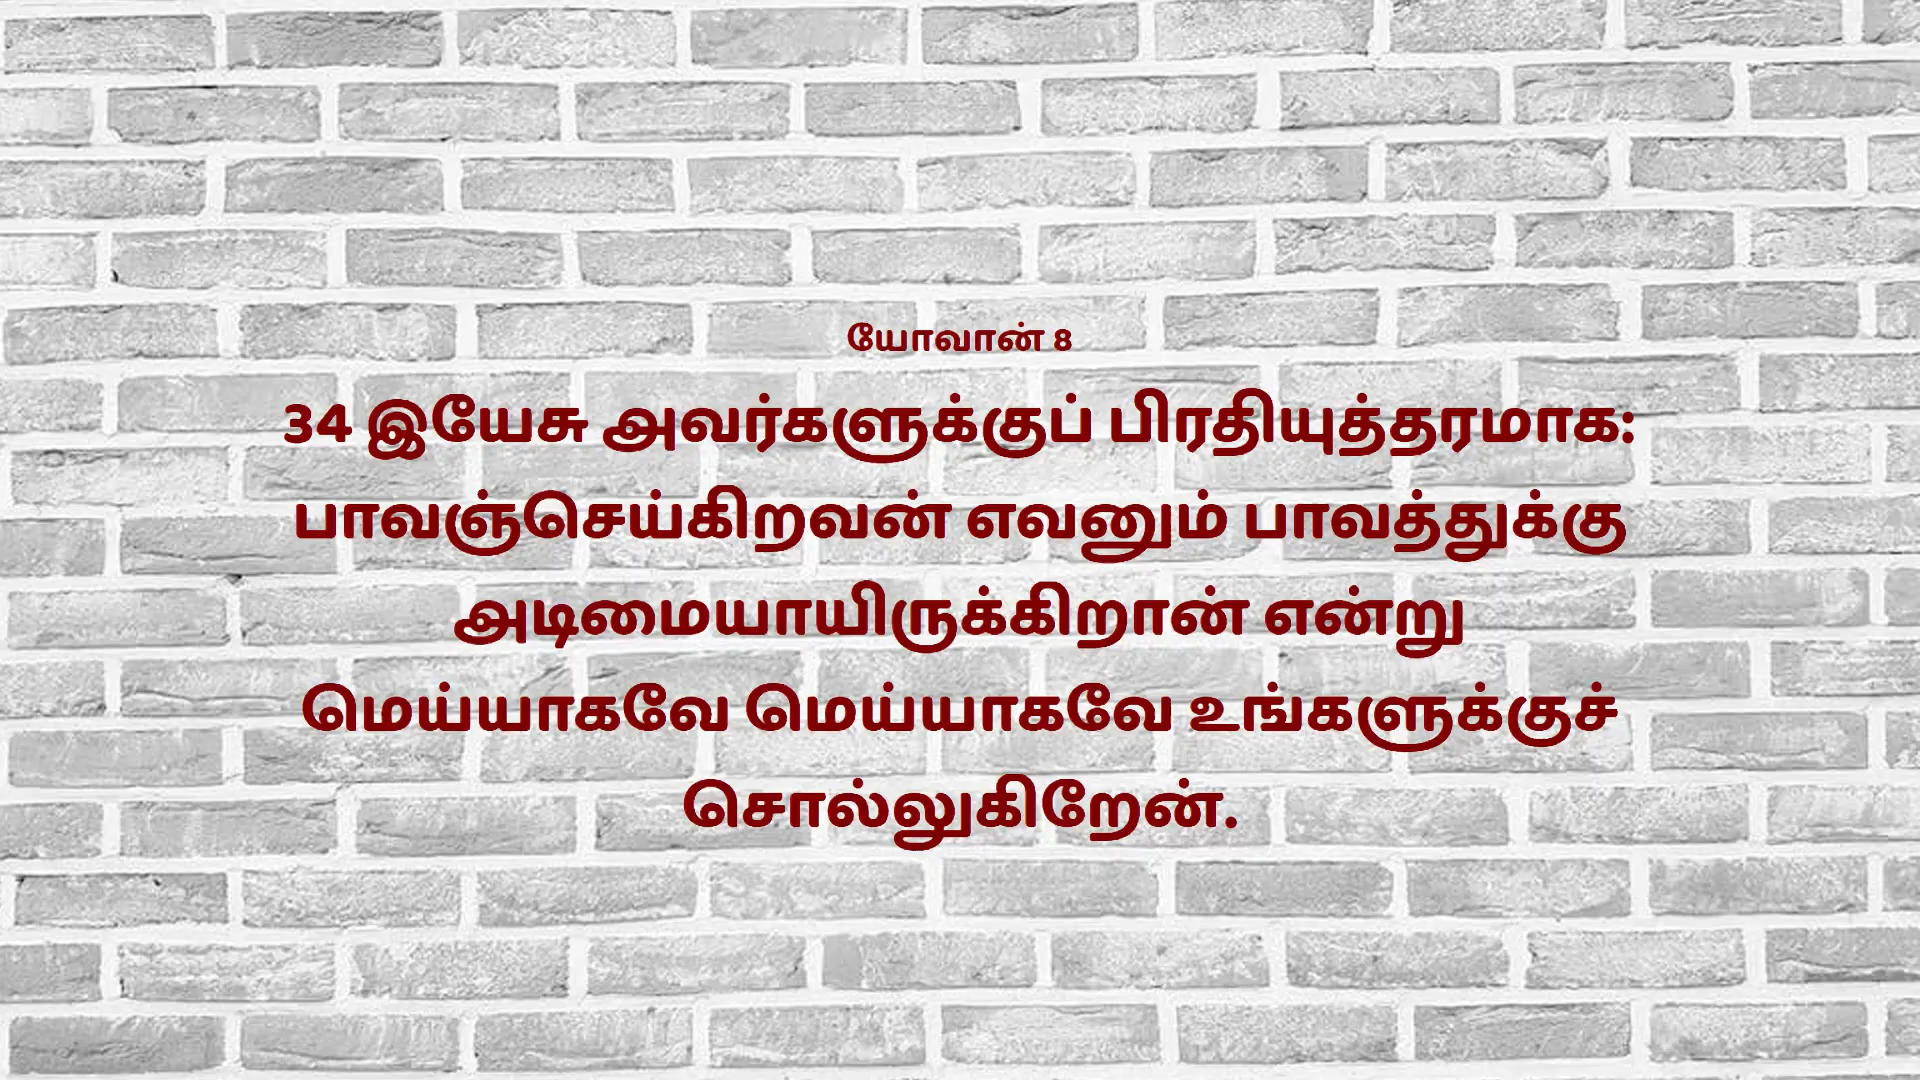 யோவான் 8
34 இயேசு அவர்களுக்குப் பிரதியுத்தரமாக:
பாவஞ்செய்கிறவன் எவனும் பாவத்துக்கு
அடிமையாயிருக்கிறான் என்று
மெய்யாகவே மெய்யாகவே உங்களுக்குச்
சொல்லுகிறேன்.